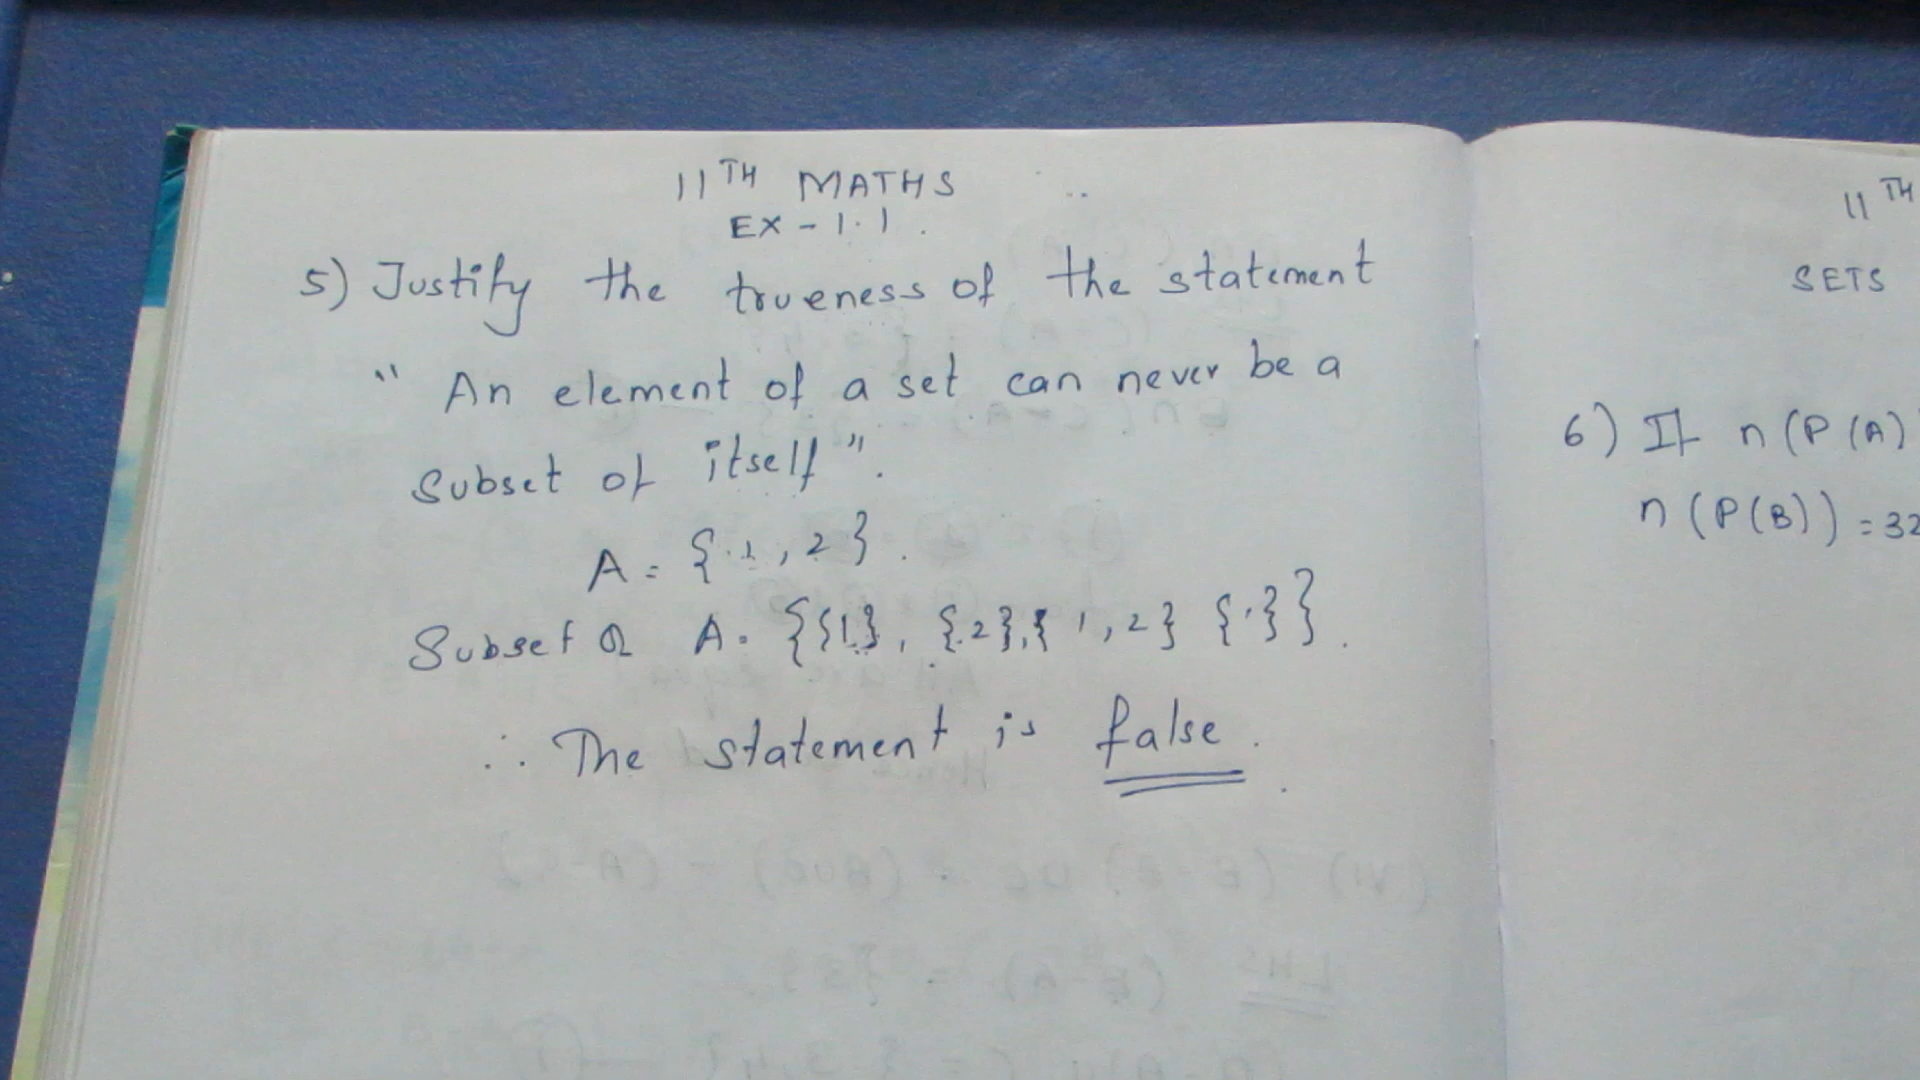 11TH MATHS
EX - 1.1.
5) Justify the trueness of the statement
" An element of a set can never be a
subset of itself".
A = {1, 2}.
Subset of A = {{1}, {2}, {1, 2} { }}.
∴ The statement is false.
11TH
SETS
6) If n(P(A)
n(P(B)) = 32